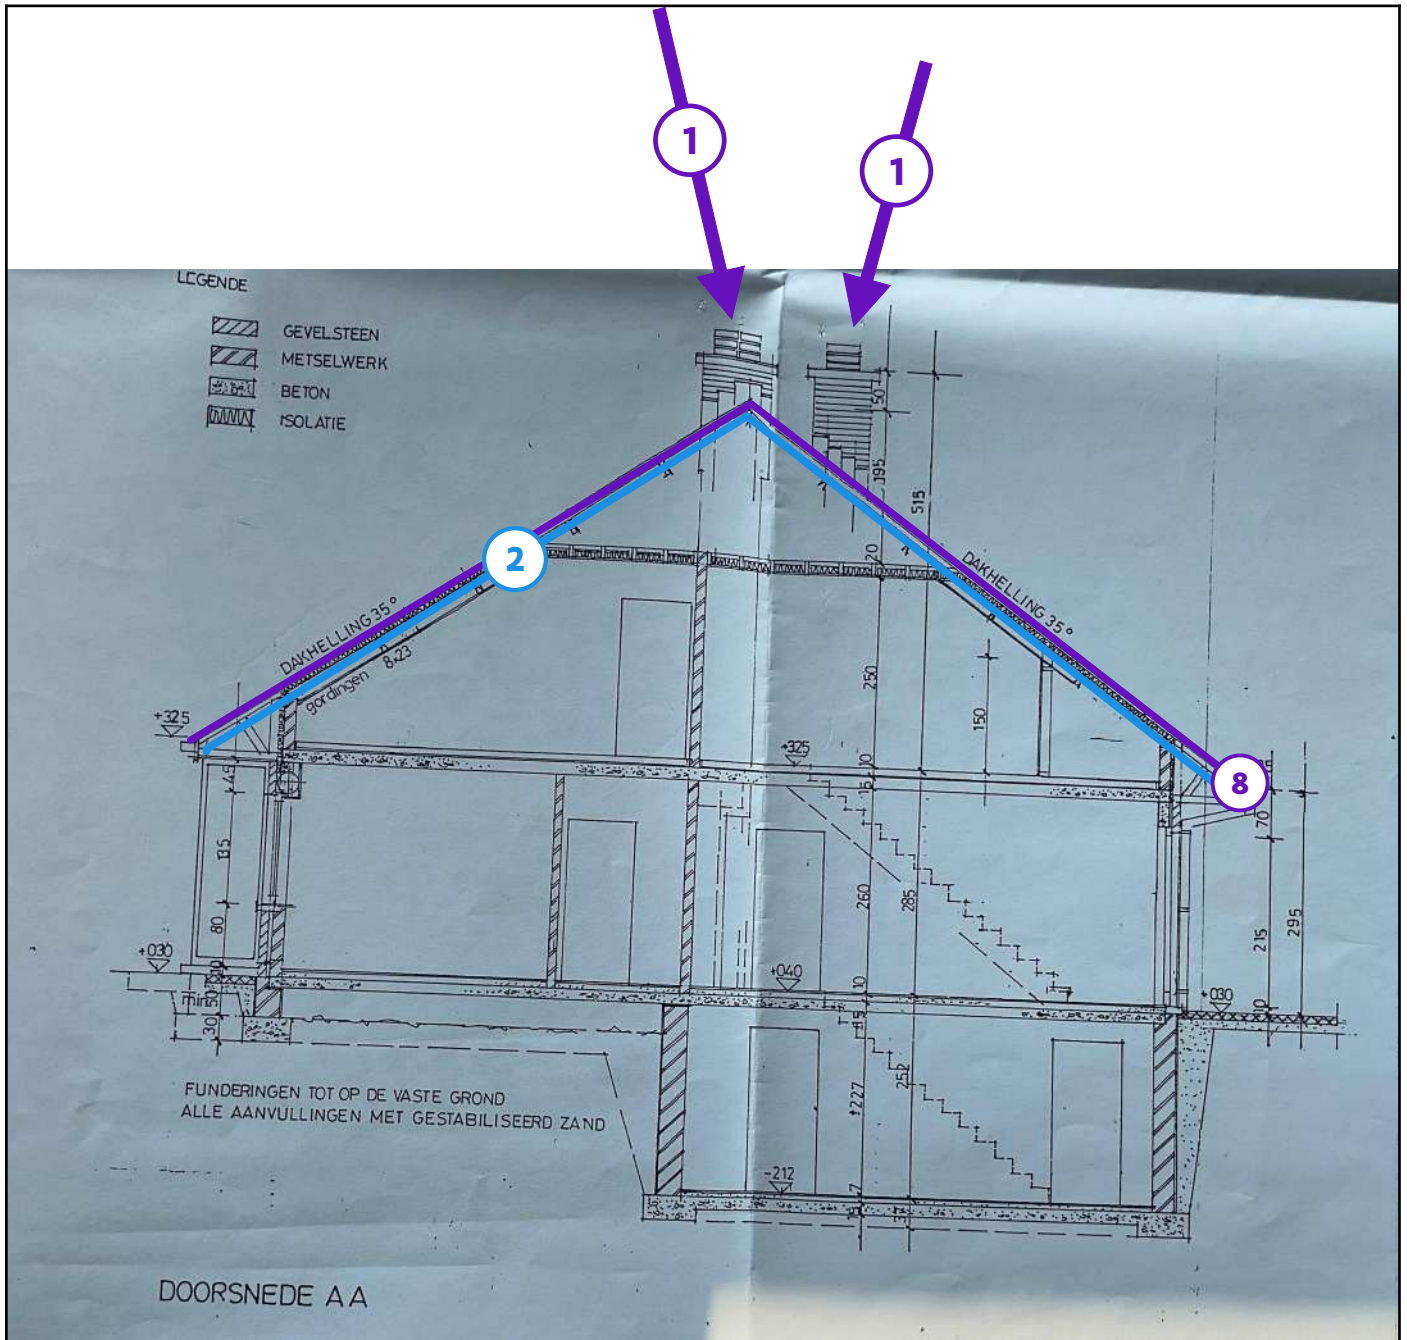 1
1
LEGENDE
GEVELSTEEN
METSELWERK
BETON
ISOLATIE
50
195
515
20
2
DAKHELLING 35°
DAKHELLING 35°
8x23
gordingen
250
150
+325
+325
10
15
8
45
70
135
80
260
285
215
295
+030
10
+040
10
+030
10
min
50
30
15
252
227
FUNDERINGEN TOT OP DE VASTE GROND
ALLE AANVULLINGEN MET GESTABILISEERD ZAND
-212
7
DOORSNEDE AA